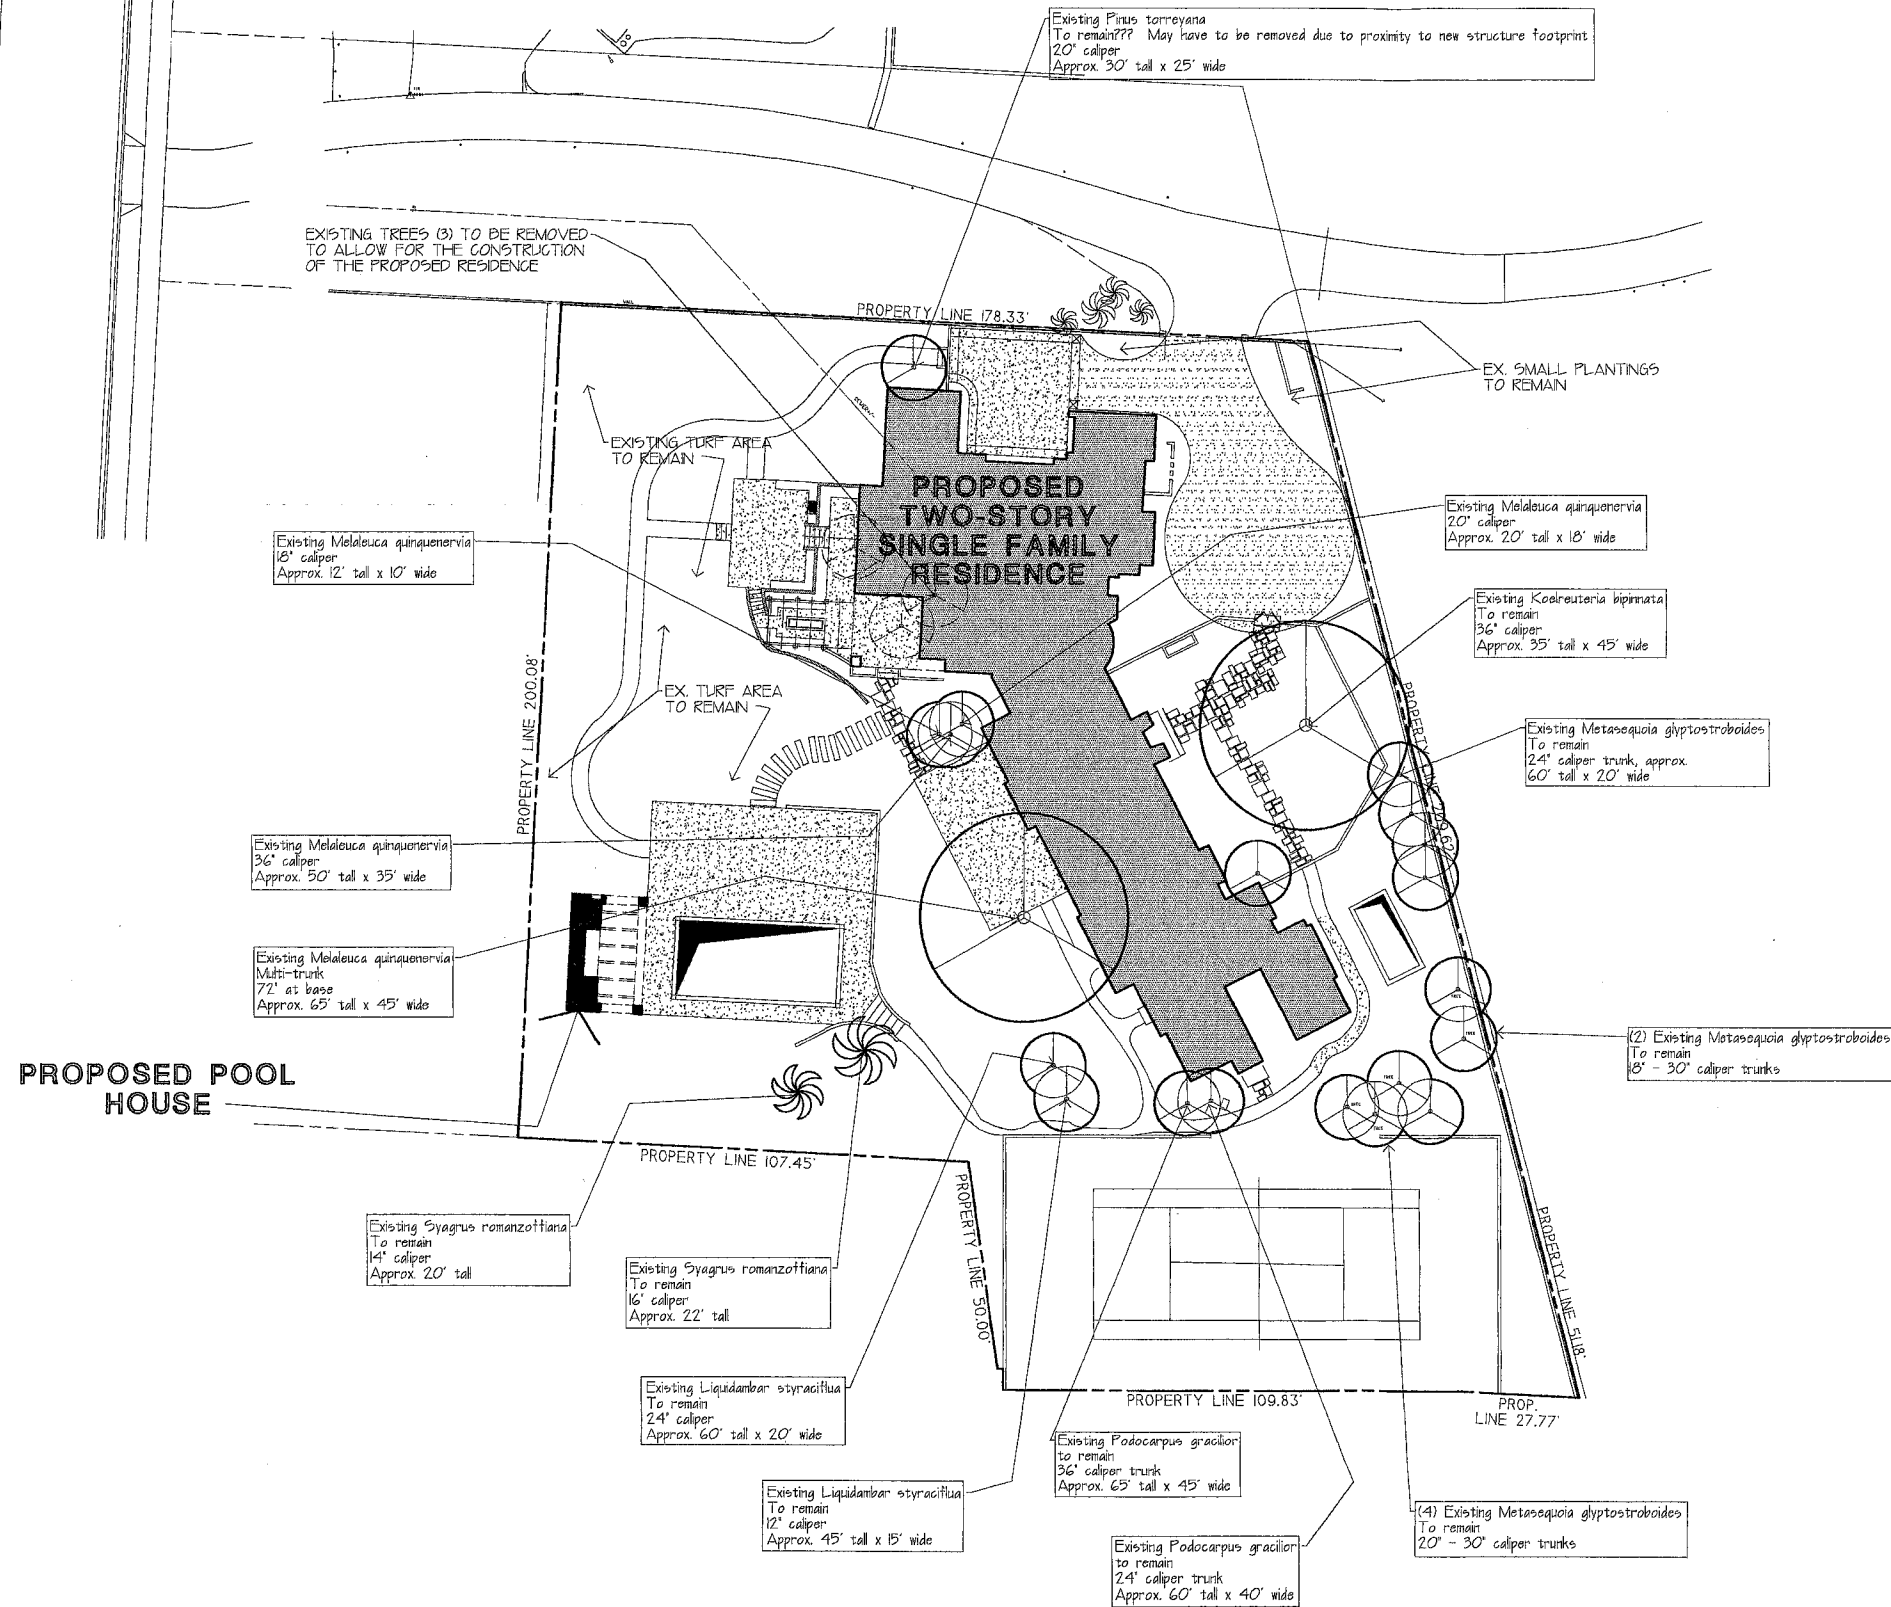 Existing Pinus torreyana
To remain??? May have to be removed due to proximity to new structure footprint
20" caliper
Approx. 30' tall x 25' wide
EXISTING TREES (3) TO BE REMOVED
TO ALLOW FOR THE CONSTRUCTION
OF THE PROPOSED RESIDENCE
PROPERTY LINE 178.33'
EX. SMALL PLANTINGS
TO REMAIN
EXISTING TURF AREA
TO REMAIN
PROPOSED
TWO-STORY
SINGLE FAMILY
RESIDENCE
Existing Melaleuca quinquenervia
20" caliper
Approx. 20' tall x 18' wide
Existing Melaleuca quinquenervia
18" caliper
Approx. 12' tall x 10' wide
Existing Koelreuteria bipinnata
To remain
36" caliper
Approx. 35' tall x 45' wide
PROPERTY LINE 200.08'
EX. TURF AREA
TO REMAIN
Existing Metasequoia glyptostroboides
To remain
24" caliper trunk, approx.
60' tall x 20' wide
Existing Melaleuca quinquenervia
36" caliper
Approx. 50' tall x 35' wide
Existing Melaleuca quinquenervia
Multi-trunk
72" at base
Approx. 65' tall x 45' wide
PROPOSED POOL
HOUSE
(2) Existing Metasequoia glyptostroboides
To remain
18" - 30" caliper trunks
PROPERTY LINE 107.45'
PROPERTY LINE 50.00'
Existing Syagrus romanzoffiana
To remain
14" caliper
Approx. 20' tall
Existing Syagrus romanzoffiana
To remain
16" caliper
Approx. 22' tall
PROPERTY LINE 51.18'
Existing Liquidambar styraciflua
To remain
24" caliper
Approx. 60' tall x 20' wide
PROPERTY LINE 109.83'
PROP.
LINE 27.77'
Existing Podocarpus gracilior
to remain
36" caliper trunk
Approx. 65' tall x 45' wide
Existing Liquidambar styraciflua
To remain
12" caliper
Approx. 45' tall x 15' wide
(4) Existing Metasequoia glyptostroboides
To remain
20" - 30" caliper trunks
Existing Podocarpus gracilior
to remain
24" caliper trunk
Approx. 60' tall x 40' wide
PROPERTY LINE